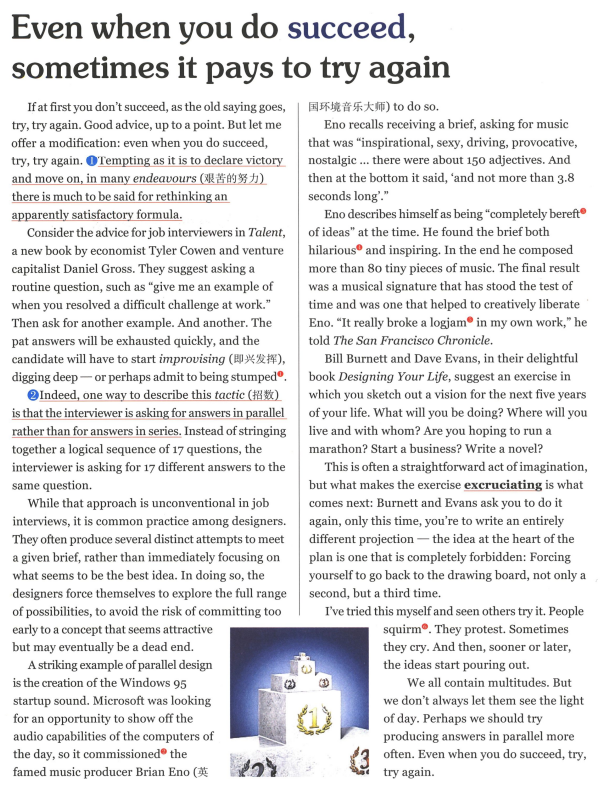 Even when you do succeed,
sometimes it pays to try again
If at first you don't succeed, as the old saying goes,
try, try again. Good advice, up to a point. But let me
offer a modification: even when you do succeed,
try, try again. ❶Tempting as it is to declare victory
and move on, in many endeavours (艰苦的努力)
there is much to be said for rethinking an
apparently satisfactory formula.
Consider the advice for job interviewers in Talent,
a new book by economist Tyler Cowen and venture
capitalist Daniel Gross. They suggest asking a
routine question, such as "give me an example of
when you resolved a difficult challenge at work."
Then ask for another example. And another. The
pat answers will be exhausted quickly, and the
candidate will have to start improvising (即兴发挥),
digging deep — or perhaps admit to being stumped❶.
❷Indeed, one way to describe this tactic (招数)
is that the interviewer is asking for answers in parallel
rather than for answers in series. Instead of stringing
together a logical sequence of 17 questions, the
interviewer is asking for 17 different answers to the
same question.
While that approach is unconventional in job
interviews, it is common practice among designers.
They often produce several distinct attempts to meet
a given brief, rather than immediately focusing on
what seems to be the best idea. In doing so, the
designers force themselves to explore the full range
of possibilities, to avoid the risk of committing too
early to a concept that seems attractive
but may eventually be a dead end.
A striking example of parallel design
is the creation of the Windows 95
startup sound. Microsoft was looking
for an opportunity to show off the
audio capabilities of the computers of
the day, so it commissioned❷ the
famed music producer Brian Eno (英
国环境音乐大师) to do so.
Eno recalls receiving a brief, asking for music
that was "inspirational, sexy, driving, provocative,
nostalgic ... there were about 150 adjectives. And
then at the bottom it said, 'and not more than 3.8
seconds long'."
Eno describes himself as being "completely bereft❸
of ideas" at the time. He found the brief both
hilarious❹ and inspiring. In the end he composed
more than 80 tiny pieces of music. The final result
was a musical signature that has stood the test of
time and was one that helped to creatively liberate
Eno. "It really broke a logjam❺ in my own work," he
told The San Francisco Chronicle.
Bill Burnett and Dave Evans, in their delightful
book Designing Your Life, suggest an exercise in
which you sketch out a vision for the next five years
of your life. What will you be doing? Where will you
live and with whom? Are you hoping to run a
marathon? Start a business? Write a novel?
This is often a straightforward act of imagination,
but what makes the exercise excruciating is what
comes next: Burnett and Evans ask you to do it
again, only this time, you're to write an entirely
different projection — the idea at the heart of the
plan is one that is completely forbidden: Forcing
yourself to go back to the drawing board, not only a
second, but a third time.
I've tried this myself and seen others try it. People
squirm❻. They protest. Sometimes
they cry. And then, sooner or later,
the ideas start pouring out.
We all contain multitudes. But
we don't always let them see the light
of day. Perhaps we should try
producing answers in parallel more
often. Even when you do succeed, try,
try again.
1
2
3
2
3